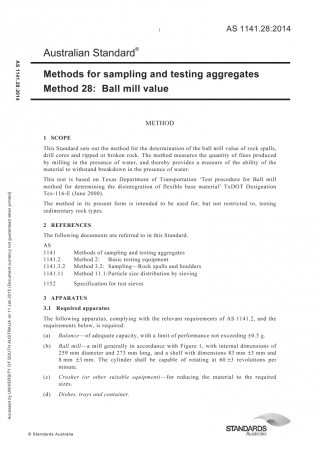 1
AS 1141.28:2014
AS 1141.28:2014
Australian Standard®
Methods for sampling and testing aggregates
Method 28: Ball mill value
METHOD
1 SCOPE
This Standard sets out the method for the determination of the ball mill value of rock spalls,
drill cores and ripped or broken rock. The method measures the quantity of fines produced
by milling in the presence of water, and thereby provides a measure of the ability of the
material to withstand breakdown in the presence of water.
This test is based on Texas Department of Transportation 'Test procedure for Ball mill
method for determining the disintegration of flexible base material' TxDOT Designation
Tex-116-E (June 2000).
The method in its present form is intended to be used for, but not restricted to, testing
sedimentary rock types.
2 REFERENCES
The following documents are referred to in this Standard.
AS
1141 Methods of sampling and testing aggregates
1141.2 Method 2: Basic testing equipment
1141.3.2 Method 3.2: Sampling—Rock spalls and boulders
1141.11 Method 11.1: Particle size distribution by sieving
1152 Specification for test sieves
3 APPARATUS
3.1 Required apparatus
The following apparatus, complying with the relevant requirements of AS 1141.2, and the
requirements below, is required:
(a) Balance—of adequate capacity, with a limit of performance not exceeding ±0.5 g.
(b) Ball mill—a mill generally in accordance with Figure 1, with internal dimensions of
259 mm diameter and 273 mm long, and a shelf with dimensions 83 mm ±3 mm and
8 mm ±3 mm. The cylinder shall be capable of rotating at 60 ±3 revolutions per
minute.
(c) Crusher (or other suitable equipment)—for reducing the material to the required
sizes.
(d) Dishes, trays and container.
Accessed by UNIVERSITY OF SOUTH AUSTRALIA on 11 Jan 2015 (Document currency not guaranteed when printed)
© Standards Australia
STANDARDS
Australia